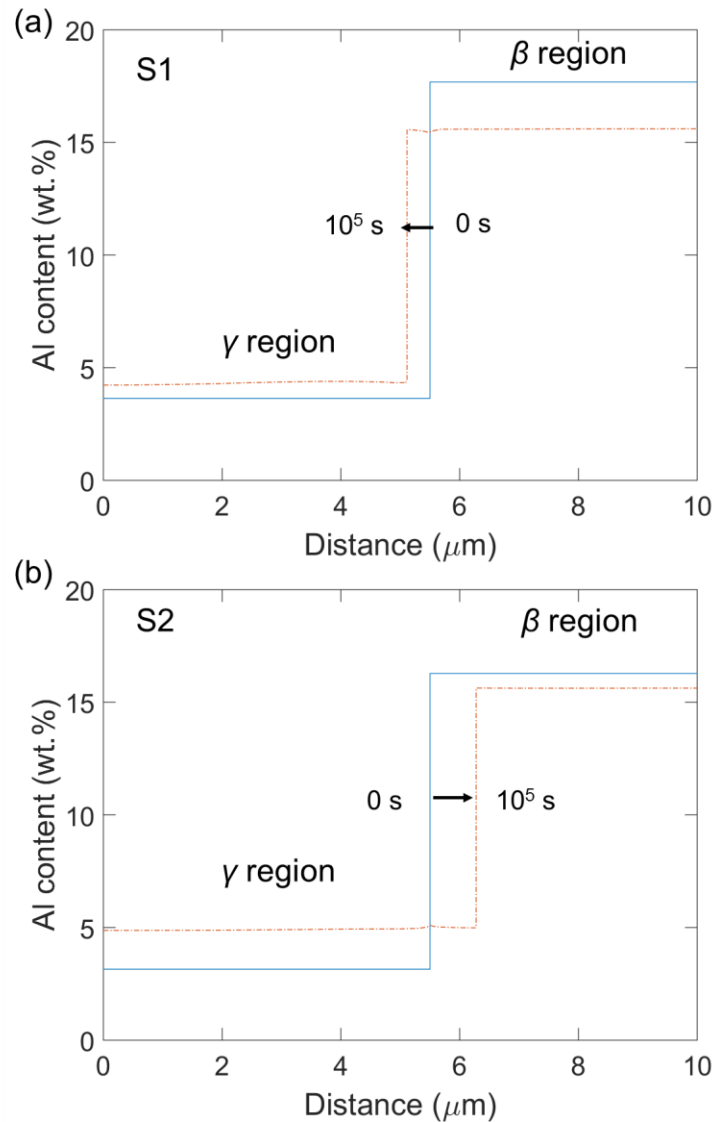 (a)
20
S1
β region
15
10⁵ s
0 s
10
γ region
5
0
0 2 4 6 8 10
Al content (wt.%)
Distance (μm)
(b)
20
S2
β region
15
0 s
10⁵ s
10
γ region
5
0
0 2 4 6 8 10
Al content (wt.%)
Distance (μm)